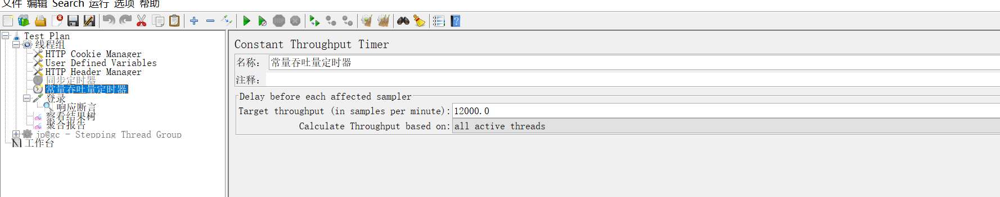 文件 编辑 Search 运行 选项 帮助
STOP
Test Plan
线程组
HTTP Cookie Manager
User Defined Variables
HTTP Header Manager
同步定时器
常量吞吐量定时器
登录
响应断言
察看结果树
聚合报告
jp@gc - Stepping Thread Group
工作台
Constant Throughput Timer
名称: 常量吞吐量定时器
注释:
Delay before each affected sampler
Target throughput (in samples per minute): 12000.0
Calculate Throughput based on: all active threads